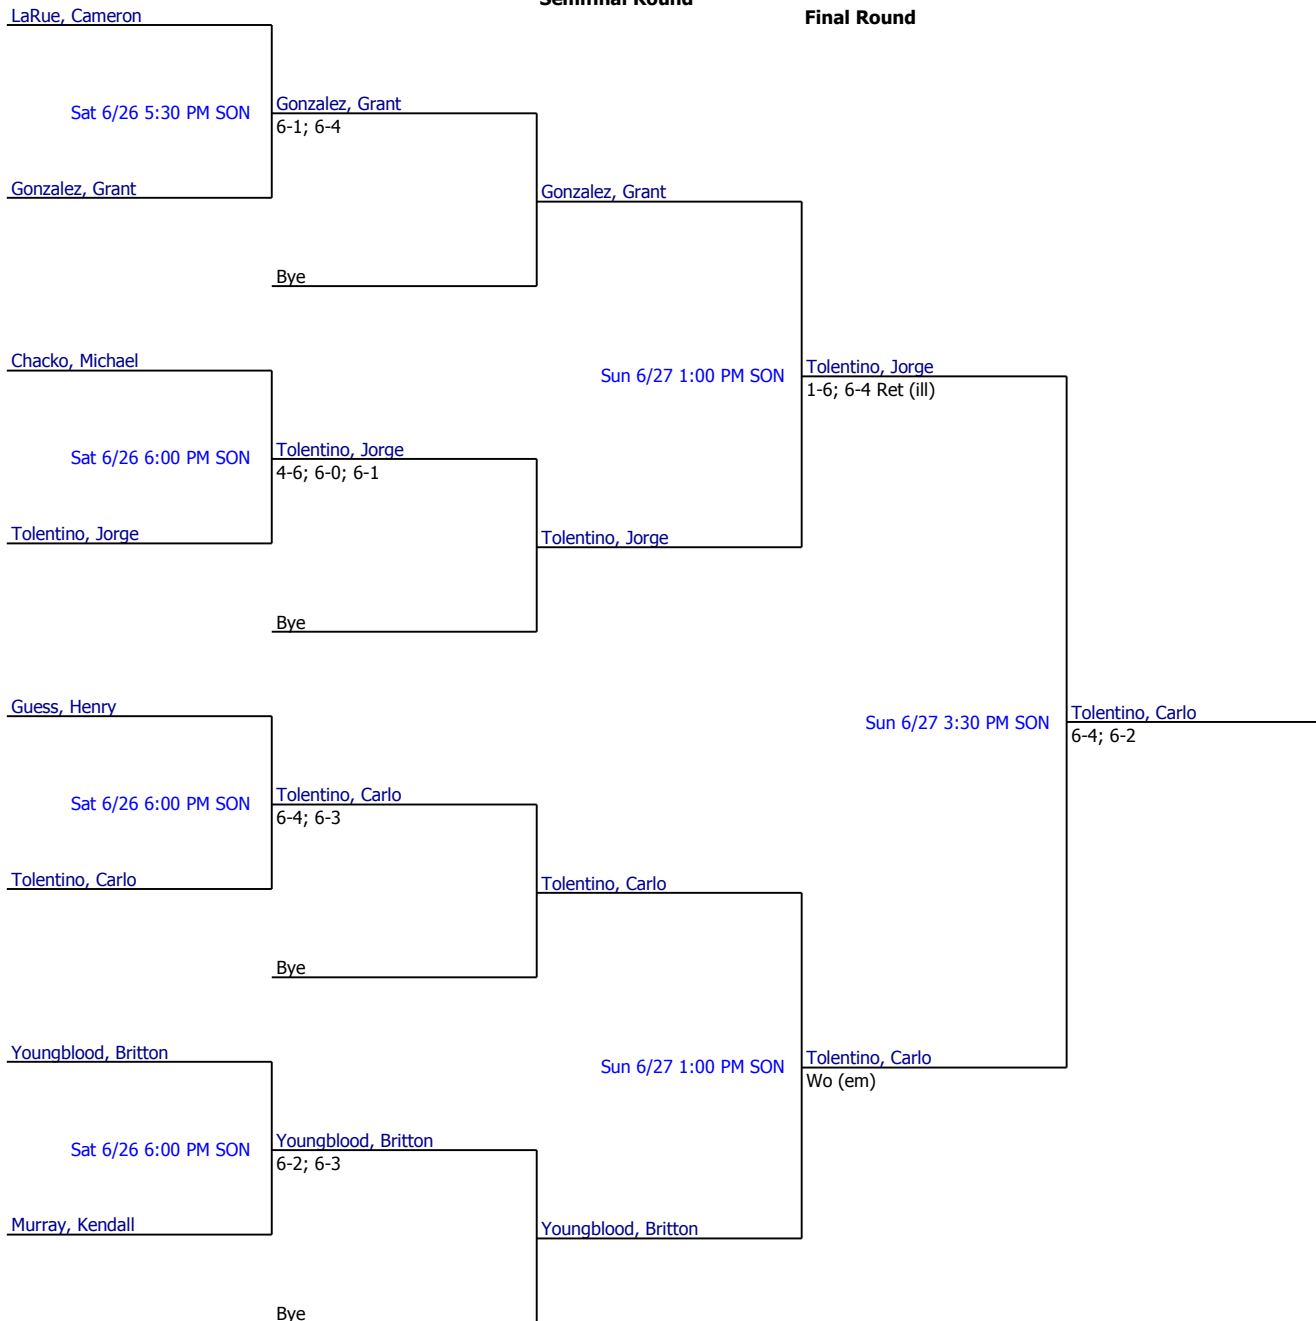 Semifinal Round
Final Round
LaRue, Cameron
Sat 6/26 5:30 PM SON
Gonzalez, Grant
6-1; 6-4
Gonzalez, Grant
Gonzalez, Grant
Bye
Chacko, Michael
Sun 6/27 1:00 PM SON
Tolentino, Jorge
1-6; 6-4 Ret (ill)
Sat 6/26 6:00 PM SON
Tolentino, Jorge
4-6; 6-0; 6-1
Tolentino, Jorge
Tolentino, Jorge
Bye
Guess, Henry
Sun 6/27 3:30 PM SON
Tolentino, Carlo
6-4; 6-2
Sat 6/26 6:00 PM SON
Tolentino, Carlo
6-4; 6-3
Tolentino, Carlo
Tolentino, Carlo
Bye
Youngblood, Britton
Sun 6/27 1:00 PM SON
Tolentino, Carlo
Wo (em)
Sat 6/26 6:00 PM SON
Youngblood, Britton
6-2; 6-3
Murray, Kendall
Youngblood, Britton
Bye